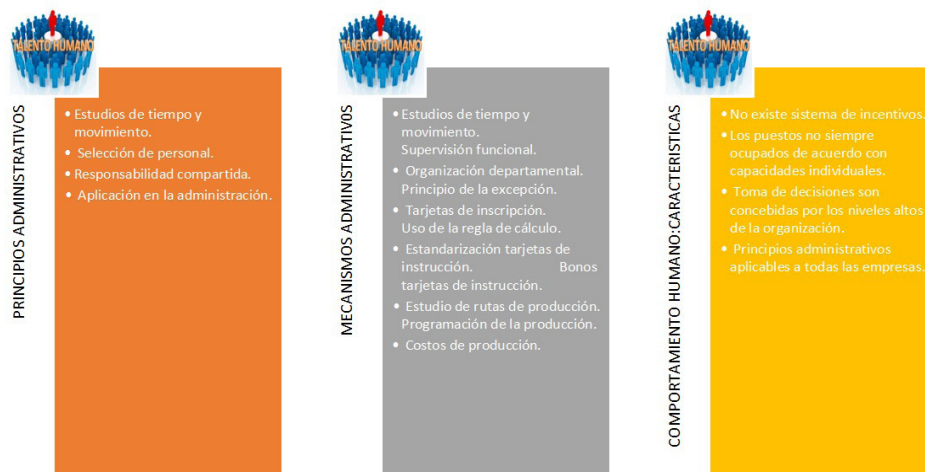 TALENTO HUMANO
PRINCIPIOS ADMINISTRATIVOS
• Estudios de tiempo y
movimiento.
• Selección de personal.
• Responsabilidad compartida.
• Aplicación en la administración.
TALENTO HUMANO
MECANISMOS ADMINISTRATIV0S
• Estudios de tiempo y
movimiento.
Supervisión funcional.
• Organización departamental.
Principio de la excepción.
• Tarjetas de inscripción.
Uso de la regla de cálculo.
• Estandarización tarjetas de
instrucción. Bonos
tarjetas de instrucción.
• Estudio de rutas de producción.
Programación de la producción.
• Costos de producción.
TALENTO HUMANO
COMPORTAMIENTO HUMANO:CARACTERISTICAS
• No existe sistema de incentivos.
• Los puestos no siempre
ocupados de acuerdo con
capacidades individuales.
• Toma de decisiones son
concebidas por los niveles altos
de la organización.
• Principios administrativos
aplicables a todas las empresas.